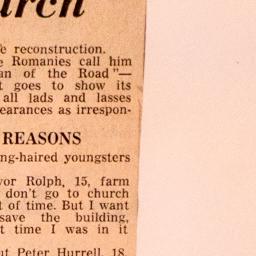 urch
e reconstruction.
e Romanies call him
an of the Road"—
t goes to show its
all lads and lasses
earances as irrespon-
REASONS
ng-haired youngsters
vor Rolph, 15, farm
don't go to church
t of time. But I want
save the building,
t time I was in it
ut Peter Hurrell, 18,